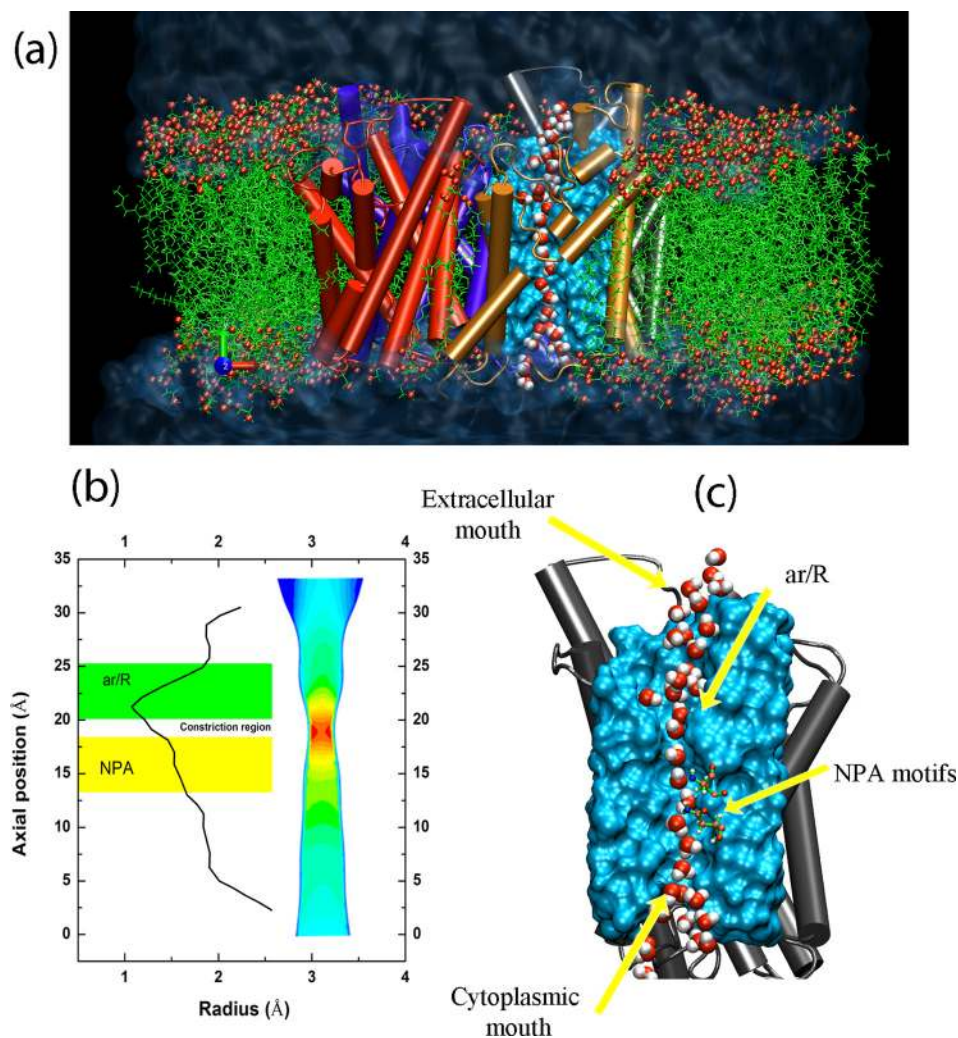 (a)
2
(b)
1 2 3 4
35
30
25
20
15
10
5
0
ar/R
Constriction region
NPA
35
30
25
20
15
10
5
0
1 2 3 4
Axial position (Å)
Radius (Å)
(c)
Extracellular
mouth
ar/R
NPA motifs
Cytoplasmic
mouth